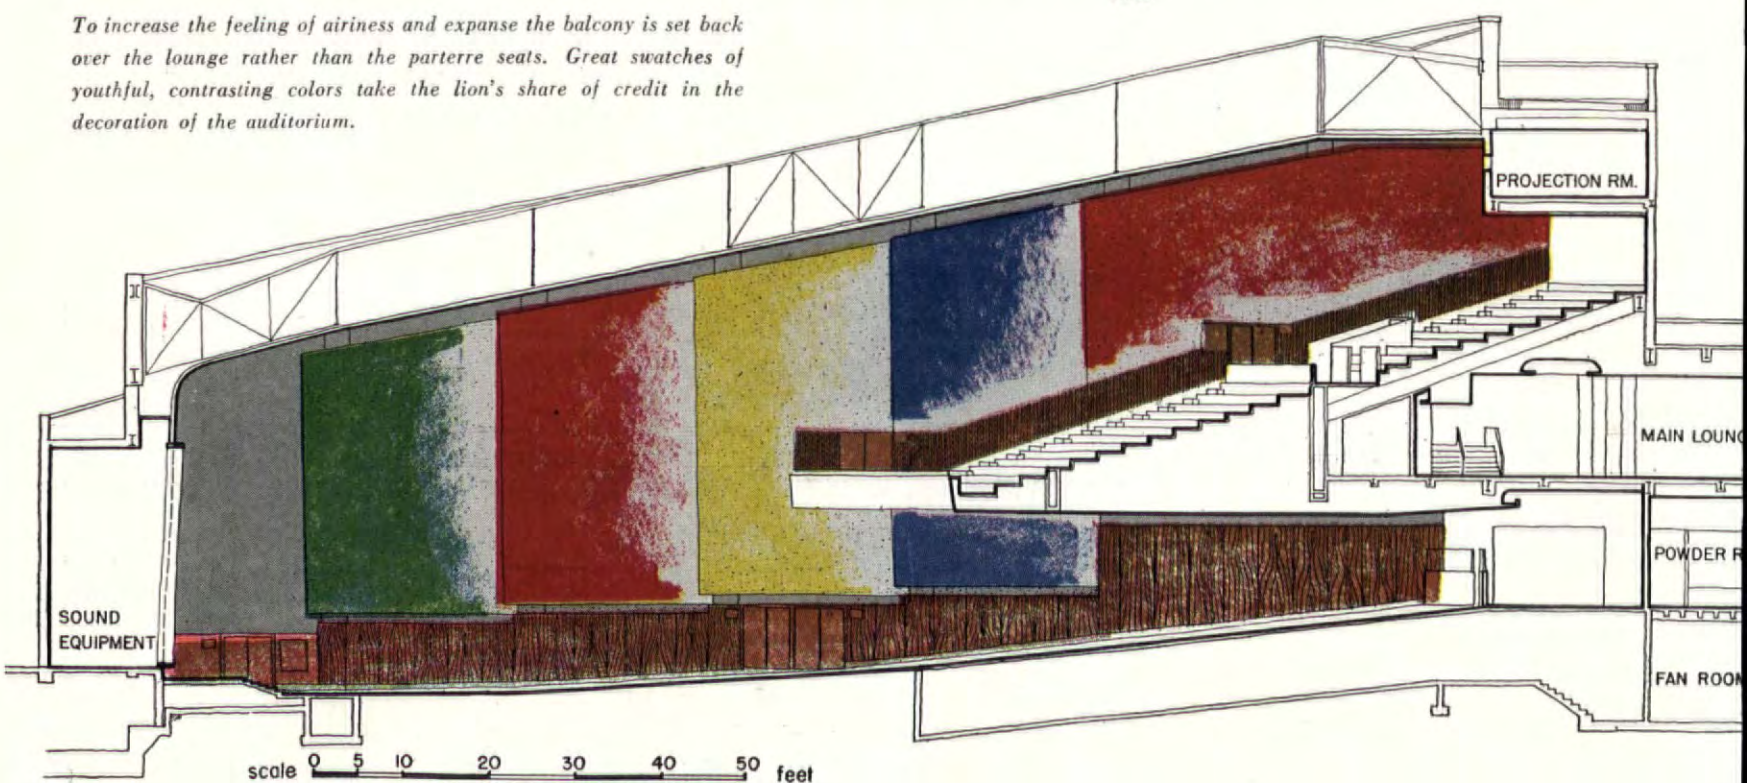 To increase the feeling of airiness and expanse the balcony is set back
over the lounge rather than the parterre seats. Great swatches of
youthful, contrasting colors take the lion's share of credit in the
decoration of the auditorium.
PROJECTION RM.
MAIN LOUNG
POWDER R
SOUND
EQUIPMENT
FAN ROOM
scale 0 5 10 20 30 40 50 feet